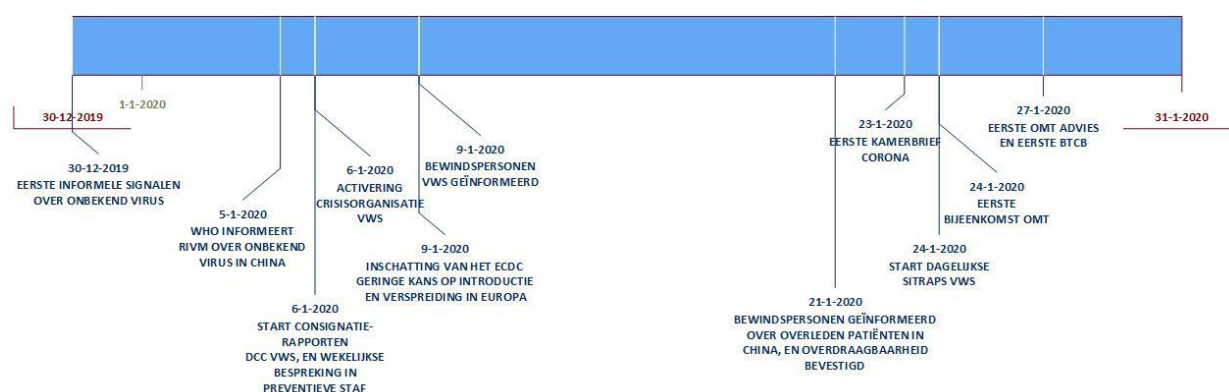 30-12-2019
1-1-2020
31-1-2020
30-12-2019
EERSTE INFORMELE SIGNALEN
OVER ONBEKEND VIRUS
5-1-2020
WHO INFORMEERT
RIVM OVER ONBEKEND
VIRUS IN CHINA
6-1-2020
ACTIVERING
CRISISORGANISATIE
VWS
6-1-2020
START CONSIGNATIE-
RAPPORTEN
DCC VWS, EN WEKELIJKSE
BESPREKING IN
PREVENTIEVE STAF
9-1-2020
BEWINDSPERSONEN
VWS GEÏNFORMEERD
9-1-2020
INSCHATTING VAN HET ECDC
GERINGE KANS OP INTRODUCTIE
EN VERSPREIDING IN EUROPA
21-1-2020
BEWINDSPERSONEN GEÏNFORMEERD
OVER OVERLEDEN PATIËNTEN IN
CHINA, EN OVERDRAAGBAARHEID
BEVESTIGD
23-1-2020
EERSTE KAMERBRIEF
CORONA
24-1-2020
START DAGELIJKSE
SITRAPS VWS
24-1-2020
EERSTE
BIJEENKOMST OMT
27-1-2020
EERSTE OMT ADVIES
EN EERSTE BTCB